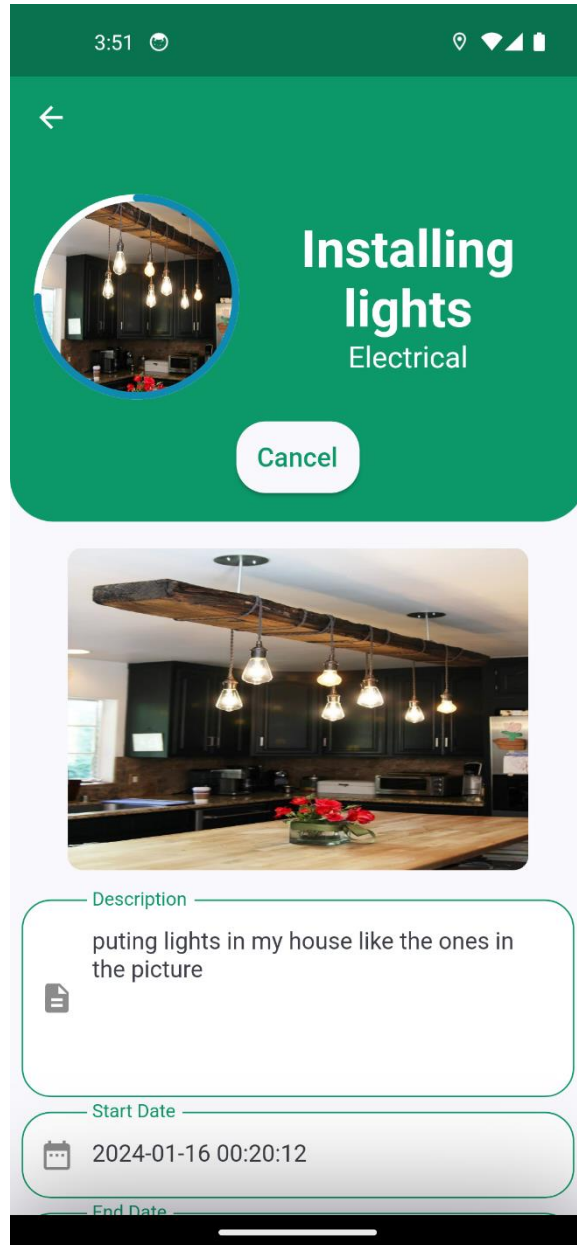 3:51
Installing
lights
Electrical
Cancel
Description
puting lights in my house like the ones in
the picture
Start Date
2024-01-16 00:20:12
End Date